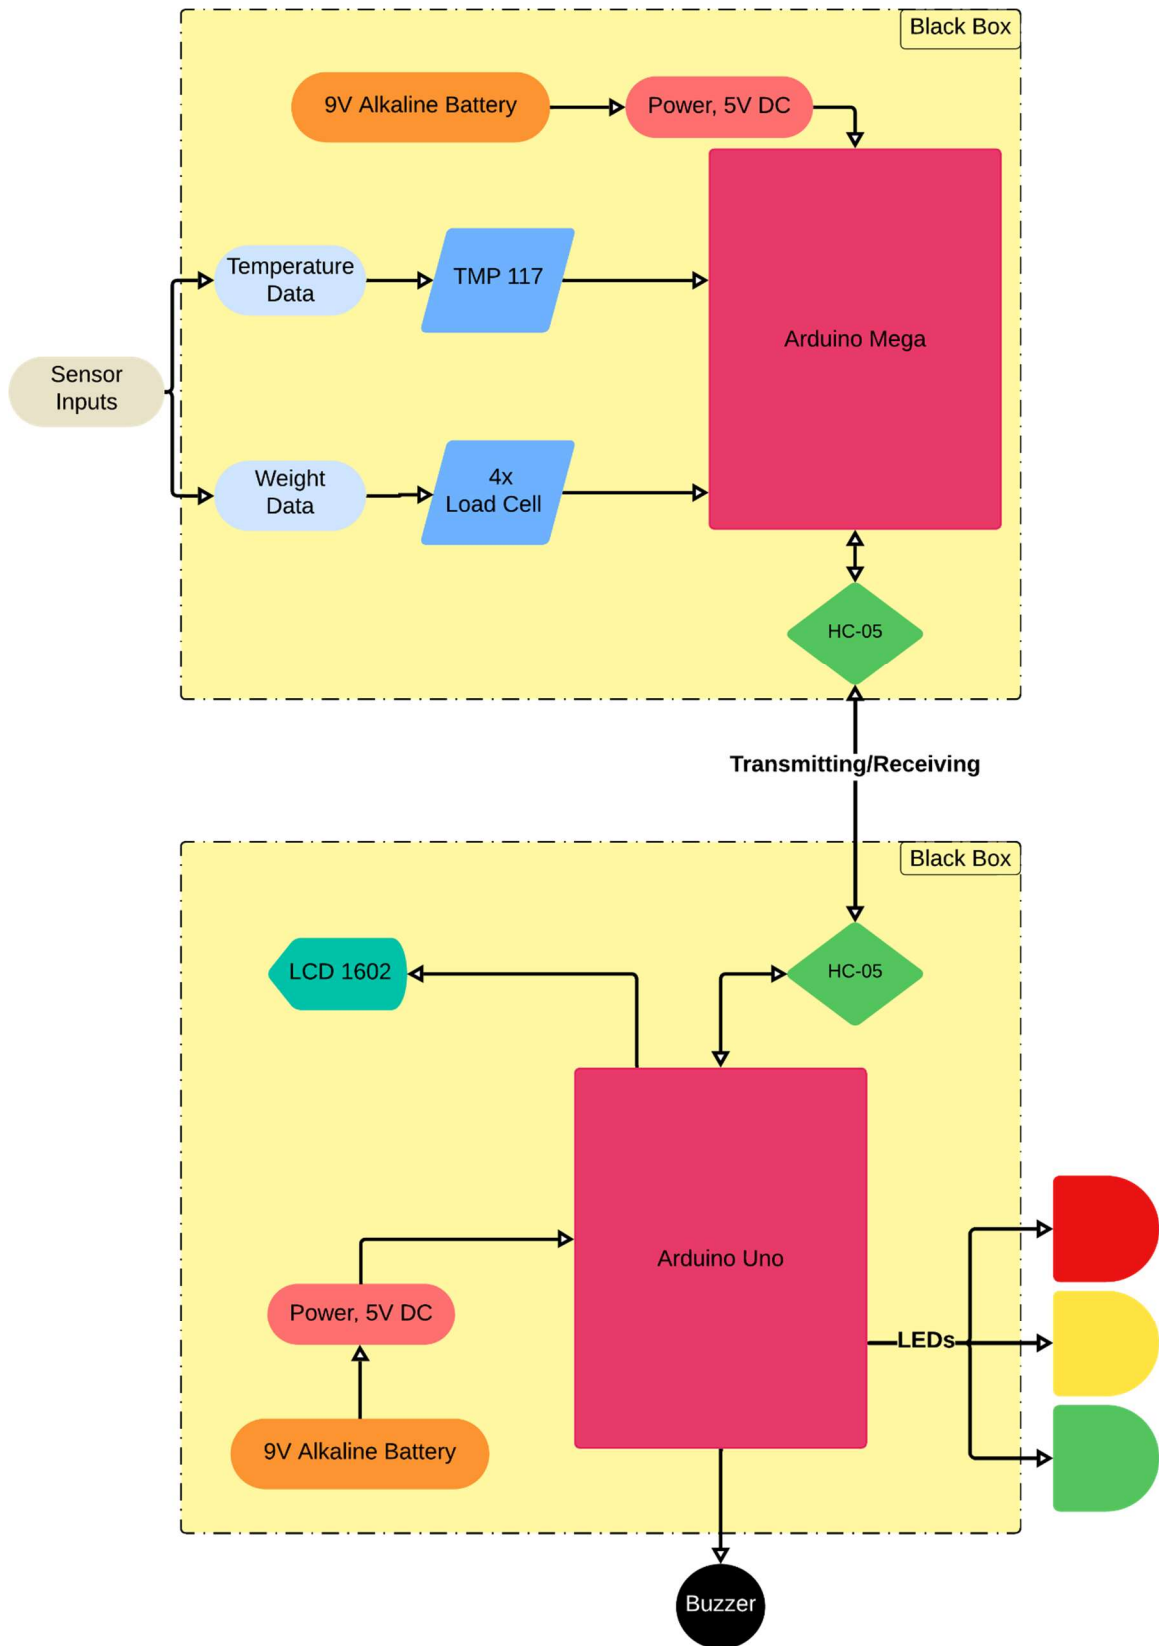 Black Box
9V Alkaline Battery
Power, 5V DC
Temperature
Data
TMP 117
Arduino Mega
Sensor
Inputs
Weight
Data
4x
Load Cell
HC-05
Transmitting/Receiving
Black Box
LCD 1602
HC-05
Arduino Uno
Power, 5V DC
LEDs
9V Alkaline Battery
Buzzer